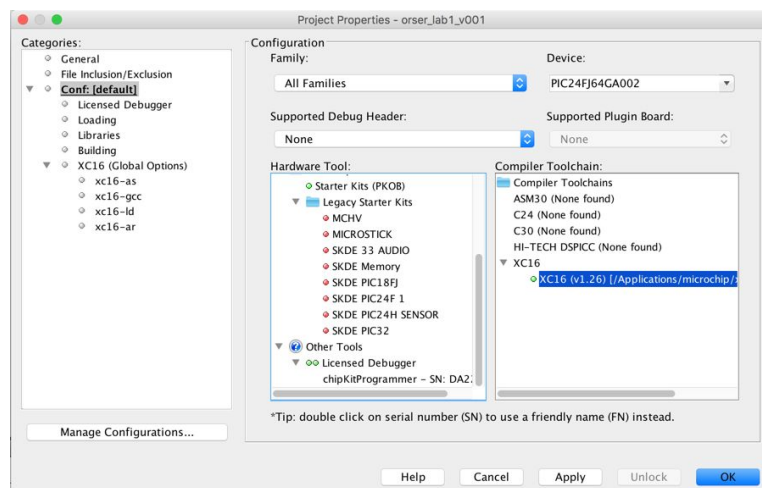 Project Properties - orser_lab1_v001
Categories:
General
File Inclusion/Exclusion
Conf: [default]
Licensed Debugger
Loading
Libraries
Building
XC16 (Global Options)
xc16-as
xc16-gcc
xc16-ld
xc16-ar
Manage Configurations...
Configuration
Family:
Device:
All Families
PIC24FJ64GA002
Supported Debug Header:
Supported Plugin Board:
None
None
Hardware Tool:
Starter Kits (PKOB)
Legacy Starter Kits
MCHV
MICROSTICK
SKDE 33 AUDIO
SKDE Memory
SKDE PIC18FJ
SKDE PIC24F 1
SKDE PIC24H SENSOR
SKDE PIC32
Other Tools
Licensed Debugger
chipKitProgrammer - SN: DA2
Compiler Toolchain:
Compiler Toolchains
ASM30 (None found)
C24 (None found)
C30 (None found)
HI-TECH DSPICC (None found)
XC16
XC16 (v1.26) [/Applications/microchip/
*Tip: double click on serial number (SN) to use a friendly name (FN) instead.
Help
Cancel
Apply
Unlock
OK